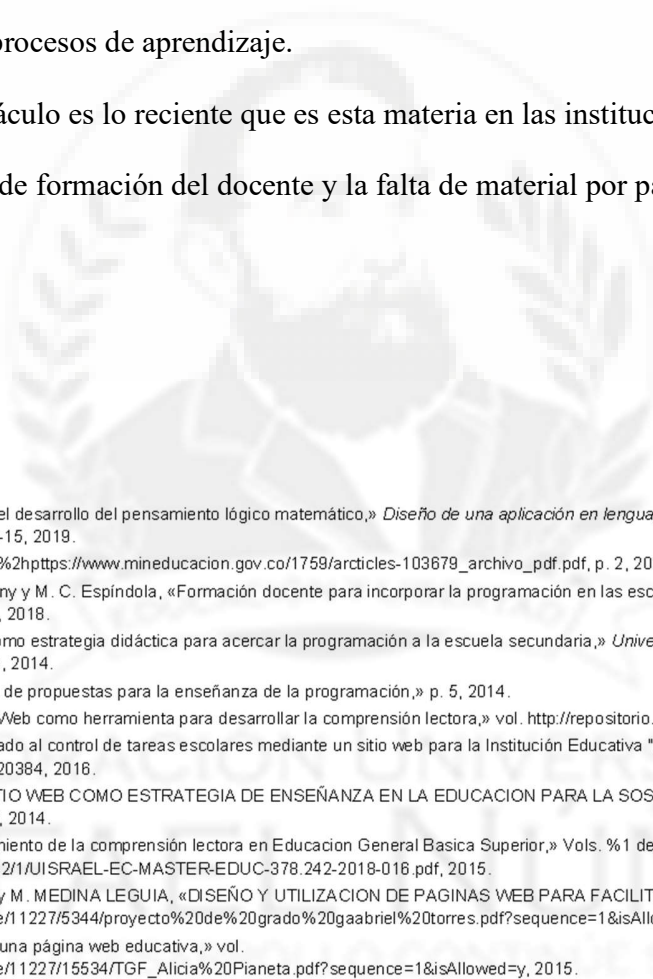 procesos de aprendizaje.
áculo es lo reciente que es esta materia en las instituc
de formación del docente y la falta de material por pa
el desarrollo del pensamiento lógico matemático,» Diseño de una aplicación en lengua
-15, 2019.
%2hpttps://www.mineducacion.gov.co/1759/arcticles-103679_archivo_pdf.pdf, p. 2, 20
ny y M. C. Espíndola, «Formación docente para incorporar la programación en las esc
, 2018.
omo estrategia didáctica para acercar la programación a la escuela secundaria,» Unive
, 2014.
de propuestas para la enseñanza de la programación,» p. 5, 2014.
Web como herramienta para desarrollar la comprensión lectora,» vol. http://repositorio.
ado al control de tareas escolares mediante un sitio web para la Institución Educativa "
20384, 2016.
TIO WEB COMO ESTRATEGIA DE ENSEÑANZA EN LA EDUCACION PARA LA SOS
, 2014.
miento de la comprensión lectora en Educacion General Basica Superior,» Vols. %1 de
2/1/UISRAEL-EC-MASTER-EDUC-378.242-2018-016.pdf, 2015.
y M. MEDINA LEGUIA, «DISEÑO Y UTILIZACION DE PAGINAS WEB PARA FACILIT
e/11227/5344/proyecto%20de%20grado%20gaabriel%20torres.pdf?sequence=1&isAllo
una página web educativa,» vol.
e/11227/15534/TGF_Alicia%20Pianeta.pdf?sequence=1&isAllowed=y, 2015.